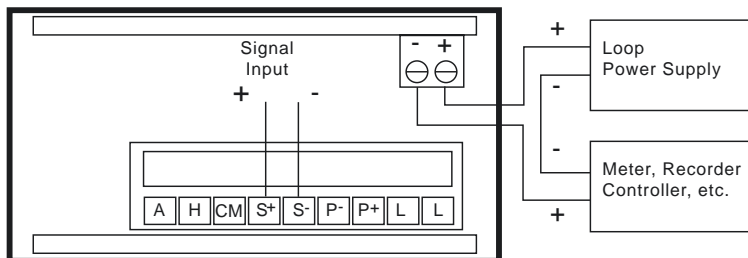 Signal
Input
+ -
- +
+
Loop
Power Supply
-
-
Meter, Recorder
Controller, etc.
+
A H CM S+ S- P- P+ L L